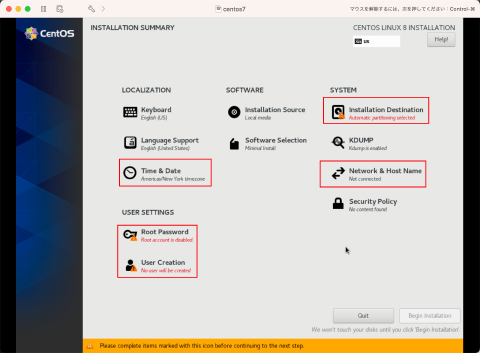 centos7
マウスを解除するには、次を押してください：Control-⌘
CentOS
INSTALLATION SUMMARY
CENTOS LINUX 8 INSTALLATION
us
Help!
LOCALIZATION
SOFTWARE
SYSTEM
Keyboard
English (US)
Installation Source
Local media
Installation Destination
Automatic partitioning selected
Language Support
English (United States)
Software Selection
Minimal Install
KDUMP
Kdump is enabled
Time & Date
Americas/New York timezone
Network & Host Name
Not connected
Security Policy
No content found
USER SETTINGS
Root Password
Root account is disabled
User Creation
No user will be created
Quit
Begin Installation
We won't touch your disks until you click 'Begin Installation'.
Please complete items marked with this icon before continuing to the next step.